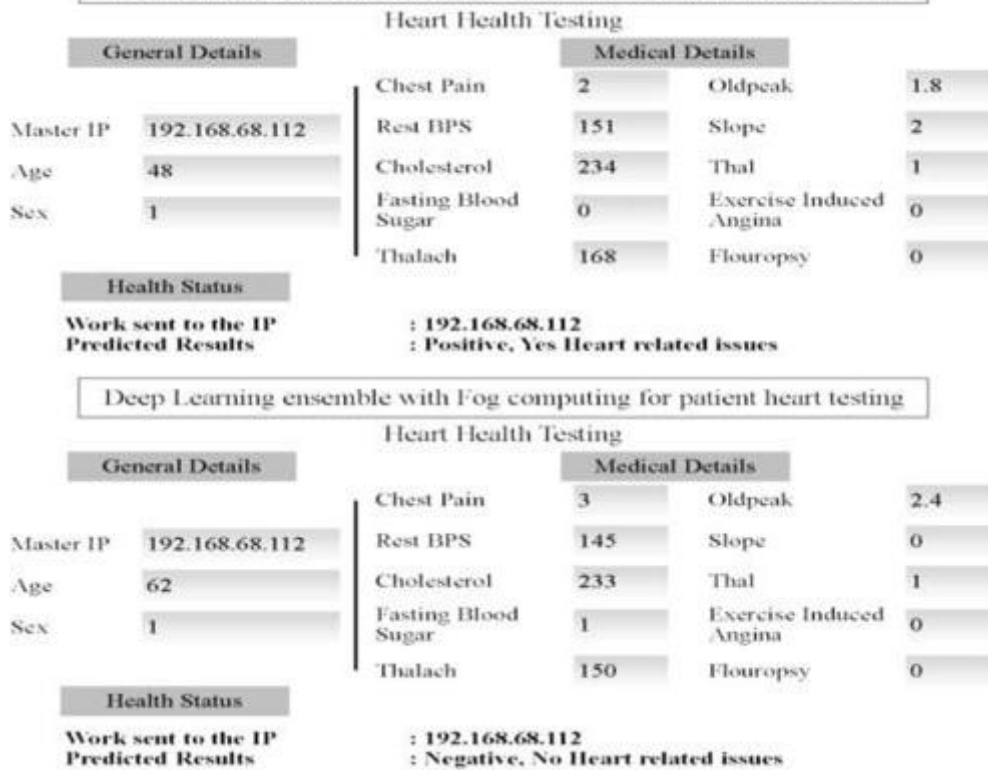 Heart Health Testing
General Details
Medical Details
Chest Pain 2 Oldpeak 1.8
Master IP 192.168.68.112 Rest BPS 151 Slope 2
Age 48 Cholesterol 234 Thal 1
Sex 1 Fasting Blood Sugar 0 Exercise Induced Angina 0
Thalach 168 Flouropsy 0
Health Status
Work sent to the IP : 192.168.68.112
Predicted Results : Positive, Yes Heart related issues
Deep Learning ensemble with Fog computing for patient heart testing
Heart Health Testing
General Details
Medical Details
Chest Pain 3 Oldpeak 2.4
Master IP 192.168.68.112 Rest BPS 145 Slope 0
Age 62 Cholesterol 233 Thal 1
Sex 1 Fasting Blood Sugar 1 Exercise Induced Angina 0
Thalach 150 Flouropsy 0
Health Status
Work sent to the IP : 192.168.68.112
Predicted Results : Negative, No Heart related issues